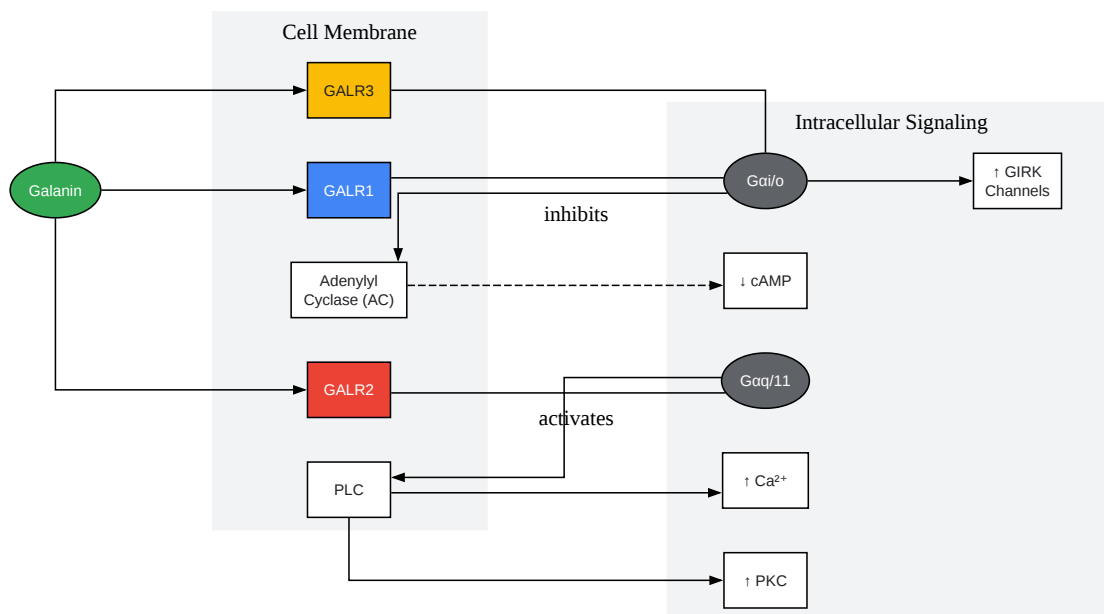 Cell Membrane
GALR3
Intracellular Signaling
Galanin
GALR1
Gαi/o
↑ GIRK
Channels
inhibits
Adenylyl
Cyclase (AC)
↓ cAMP
GALR2
Gαq/11
activates
PLC
↑ Ca²⁺
↑ PKC